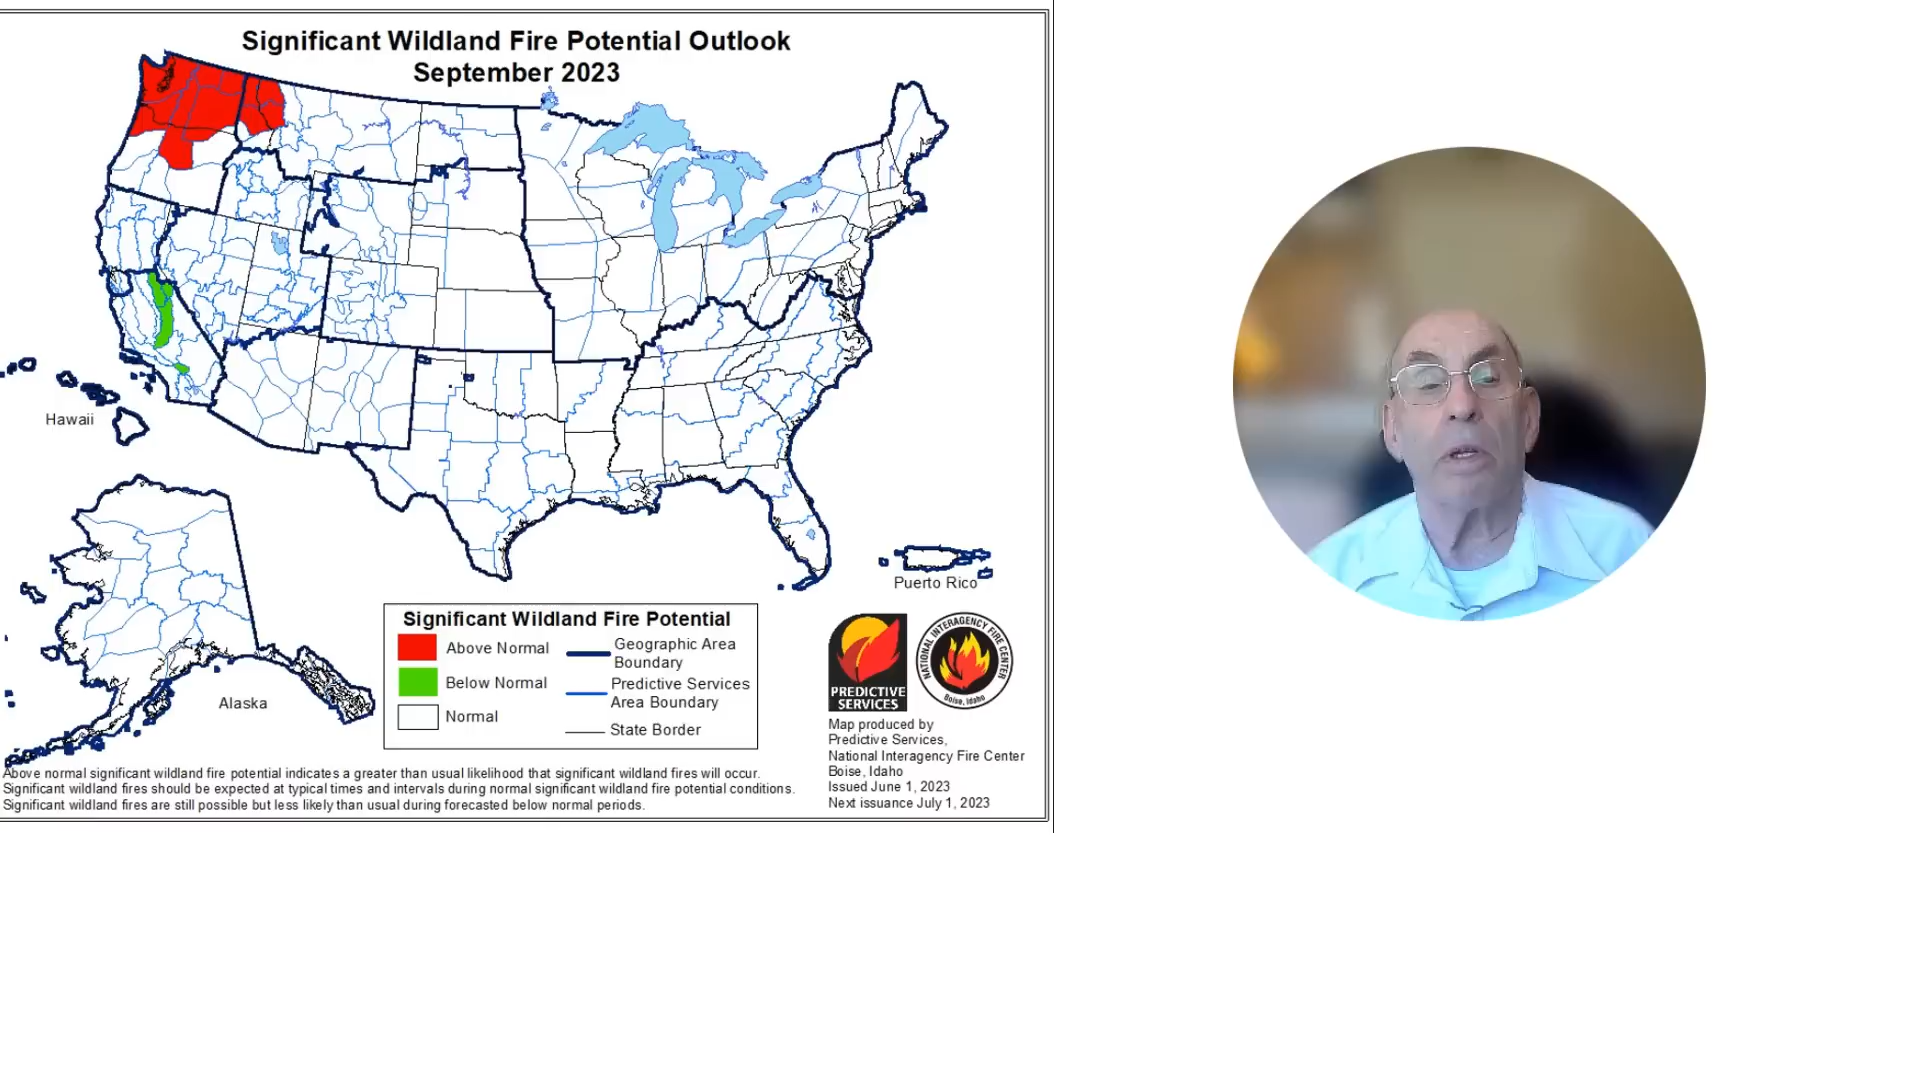 Significant Wildland Fire Potential Outlook
September 2023
Hawaii
Puerto Rico
Alaska
Significant Wildland Fire Potential
Above Normal
Below Normal
Normal
Geographic Area
Boundary
Predictive Services
Area Boundary
State Border
PREDICTIVE
SERVICES
NATIONAL INTERAGENCY FIRE CENTER
Boise, Idaho
Map produced by
Predictive Services,
National Interagency Fire Center
Boise, Idaho
Issued June 1, 2023
Next issuance July 1, 2023
Above normal significant wildland fire potential indicates a greater than usual likelihood that significant wildland fires will occur.
Significant wildland fires should be expected at typical times and intervals during normal significant wildland fire potential conditions.
Significant wildland fires are still possible but less likely than usual during forecasted below normal periods.